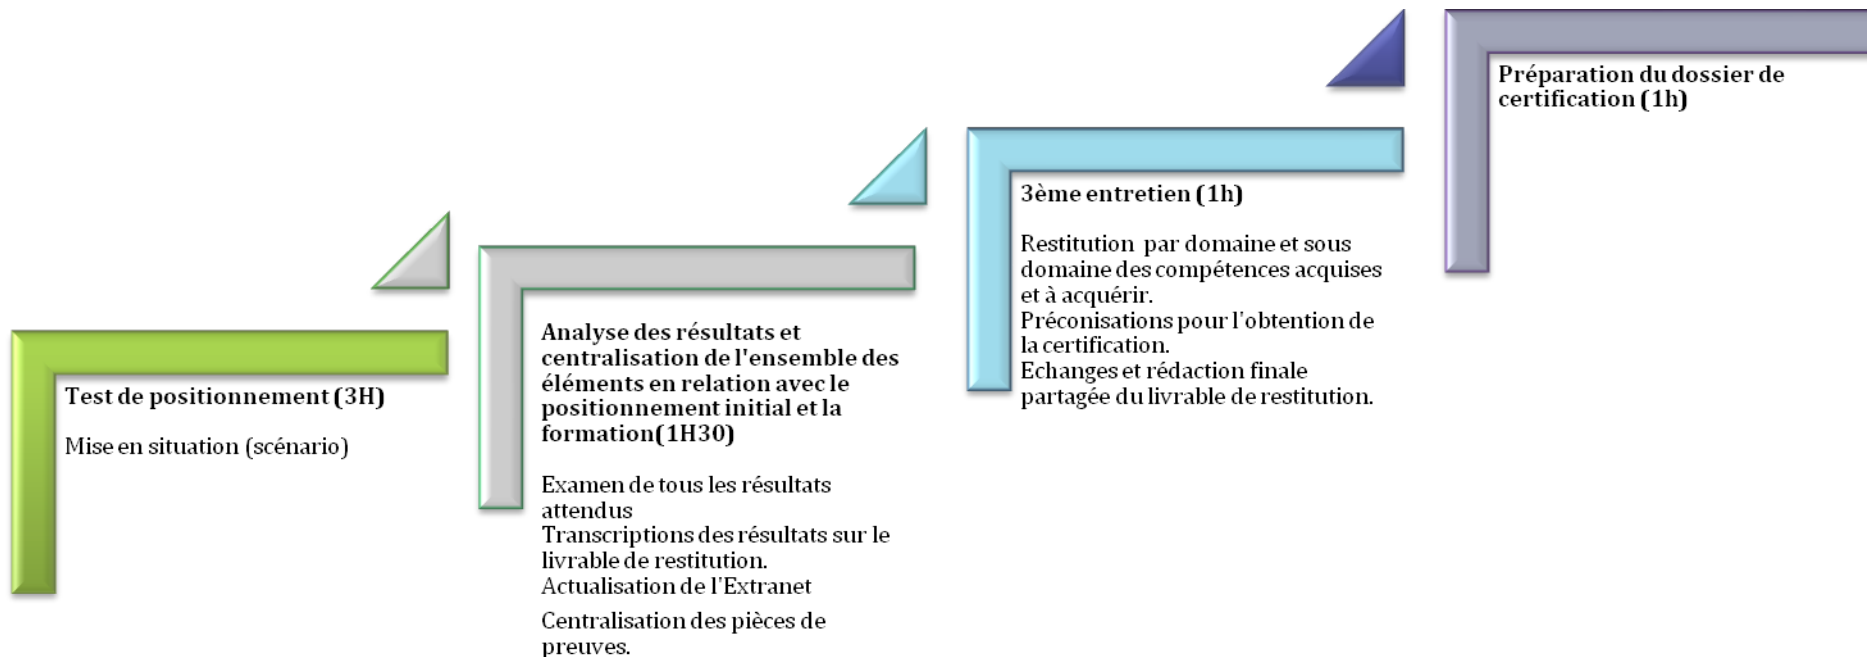 Test de positionnement (3H)
Mise en situation (scénario)
Analyse des résultats et
centralisation de l'ensemble des
éléments en relation avec le
positionnement initial et la
formation(1H30)
Examen de tous les résultats
attendus
Transcriptions des résultats sur le
livrable de restitution.
Actualisation de l'Extranet
Centralisation des pièces de
preuves.
3ème entretien (1h)
Restitution par domaine et sous
domaine des compétences acquises
et à acquérir.
Préconisations pour l'obtention de
la certification.
Echanges et rédaction finale
partagée du livrable de restitution.
Préparation du dossier de
certification (1h)